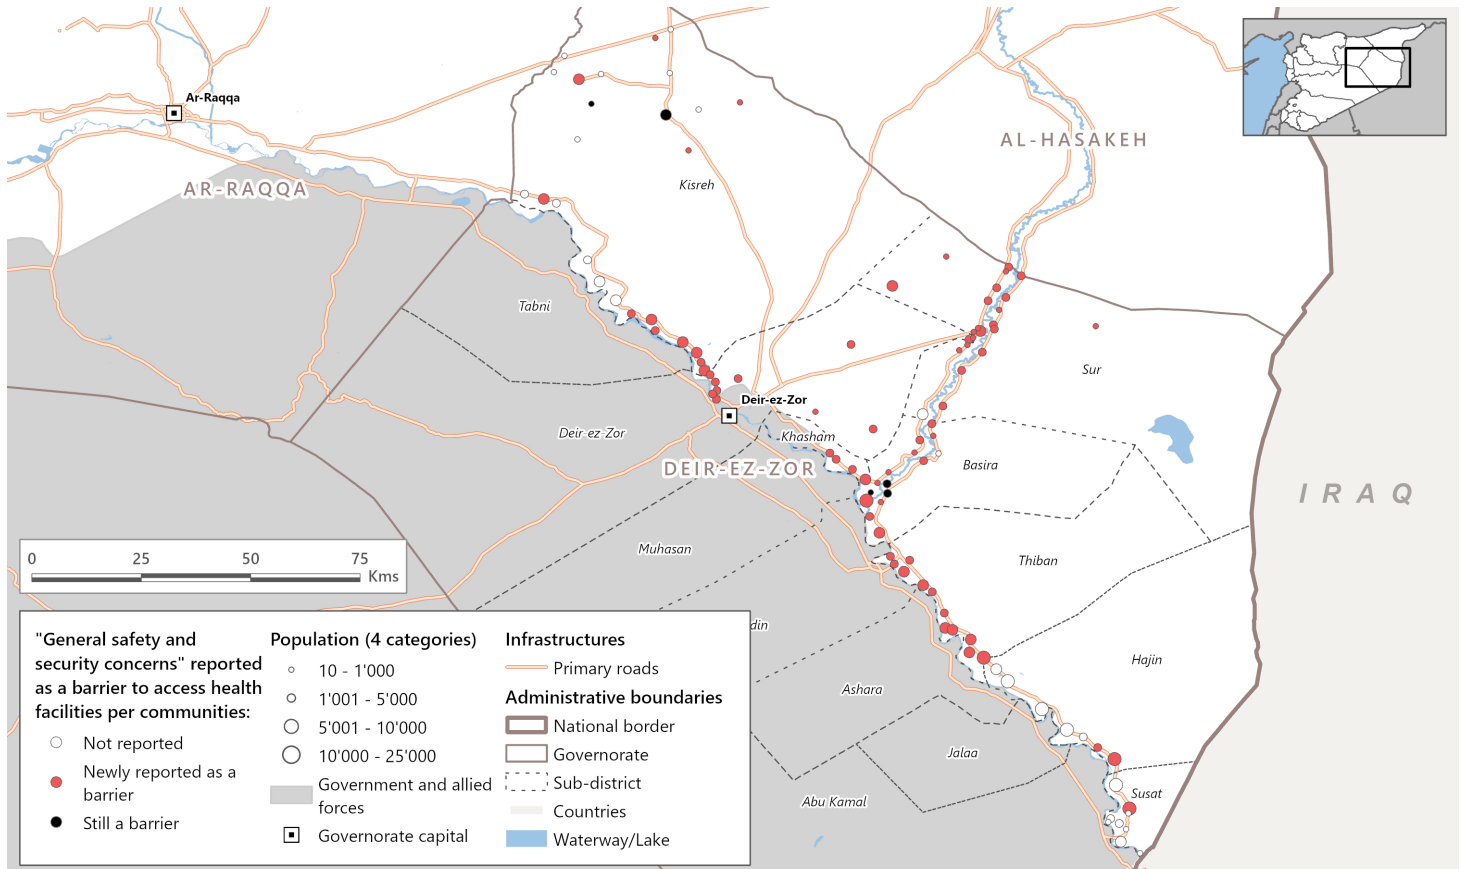 Ar-Raqqa
AR-RAQQA
AL-HASAKEH
Kisreh
Tabni
Sur
Deir-ez-Zor
Deir-ez-Zor
Khasham
DEIR-EZ-ZOR
Basira
IRAQ
Muhasan
Thiban
din
Hajin
Ashara
Jalaa
Susat
Abu Kamal
0 25 50 75
Kms
"General safety and
security concerns" reported
as a barrier to access health
facilities per communities:
Not reported
Newly reported as a
barrier
Still a barrier
Population (4 categories)
10 - 1'000
1'001 - 5'000
5'001 - 10'000
10'000 - 25'000
Government and allied
forces
Governorate capital
Infrastructures
Primary roads
Administrative boundaries
National border
Governorate
Sub-district
Countries
Waterway/Lake